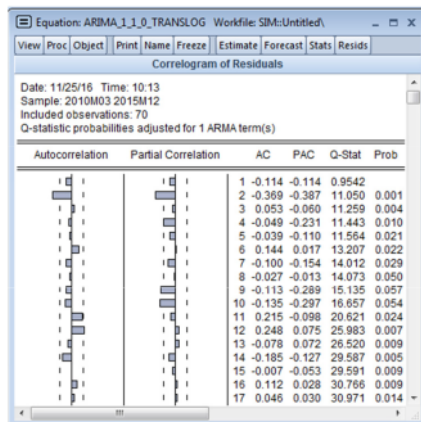 Equation: ARIMA_1_1_0_TRANSLOG Workfile: SIM::Untitled\
View Proc Object Print Name Freeze Estimate Forecast Stats Resids
Correlogram of Residuals
Date: 11/25/16 Time: 10:13
Sample: 2010M03 2015M12
Included observations: 70
Q-statistic probabilities adjusted for 1 ARMA term(s)
Autocorrelation Partial Correlation AC PAC Q-Stat Prob
1 -0.114 -0.114 0.9542
2 -0.369 -0.387 11.050 0.001
3 0.053 -0.060 11.259 0.004
4 -0.049 -0.231 11.443 0.010
5 -0.039 -0.110 11.564 0.021
6 0.144 0.017 13.207 0.022
7 -0.100 -0.154 14.012 0.029
8 -0.027 -0.013 14.073 0.050
9 -0.113 -0.289 15.135 0.057
10 -0.135 -0.297 16.657 0.054
11 0.215 -0.098 20.621 0.024
12 0.248 0.075 25.983 0.007
13 -0.078 0.072 26.520 0.009
14 -0.185 -0.127 29.587 0.005
15 -0.007 -0.053 29.591 0.009
16 0.112 0.028 30.766 0.009
17 0.046 0.030 30.971 0.014